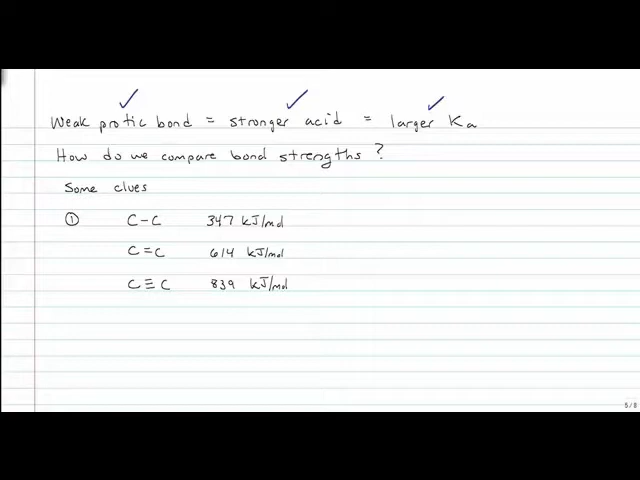 Weak protic bond = stronger acid = larger Ka
How do we compare bond strengths?
Some clues
① C-C 347 kJ/mol
C=C 614 kJ/mol
C≡C 839 kJ/mol
5/8